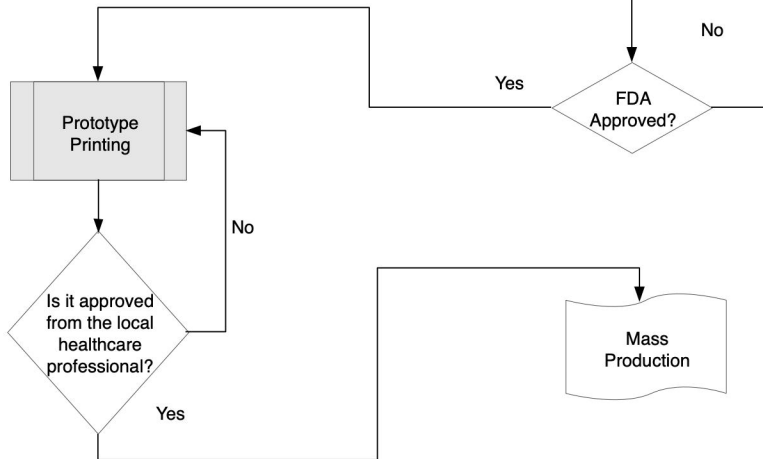 No
Yes
FDA
Approved?
Prototype
Printing
No
Is it approved
from the local
healthcare
professional?
Yes
Mass
Production